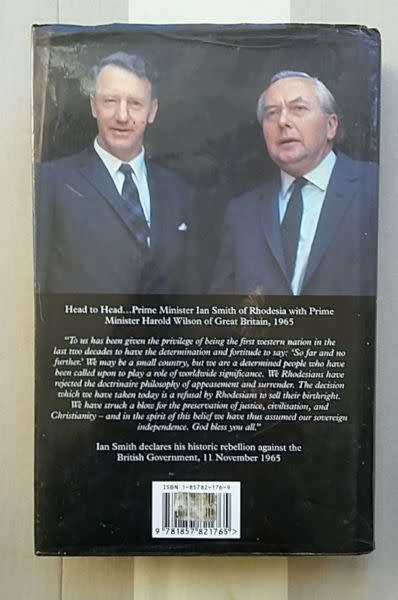 Head to Head...Prime Minister Ian Smith of Rhodesia with Prime
Minister Harold Wilson of Great Britain, 1965
"To us has been given the privilege of being the first western nation in the
last two decades to have the determination and fortitude to say: 'So far and no
further.' We may be a small country, but we are a determined people who have
been called upon to play a role of worldwide significance. We Rhodesians have
rejected the doctrinaire philosophy of appeasement and surrender. The decision
which we have taken today is a refusal by Rhodesians to sell their birthright.
We have struck a blow for the preservation of justice, civilisation, and
Christianity – and in the spirit of this belief we have thus assumed our sovereign
independence. God bless you all."
Ian Smith declares his historic rebellion against the
British Government, 11 November 1965
ISBN 1-85782-176-9
9 781857 821765>